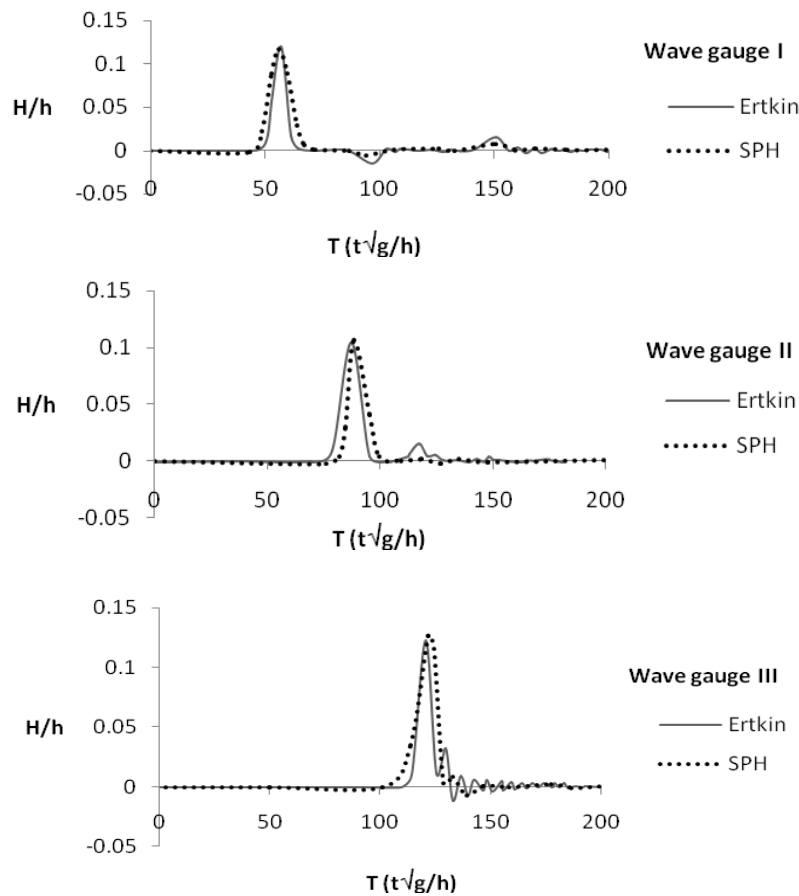 0.15
0.1
0.05
0
-0.05
H/h
0 50 100 150 200
T (t√g/h)
Wave gauge I
Ertkin
SPH
0.15
0.1
0.05
0
-0.05
H/h
0 50 100 150 200
T (t√g/h)
Wave gauge II
Ertkin
SPH
0.15
0.1
0.05
0
-0.05
H/h
0 50 100 150 200
T (t√g/h)
Wave gauge III
Ertkin
SPH